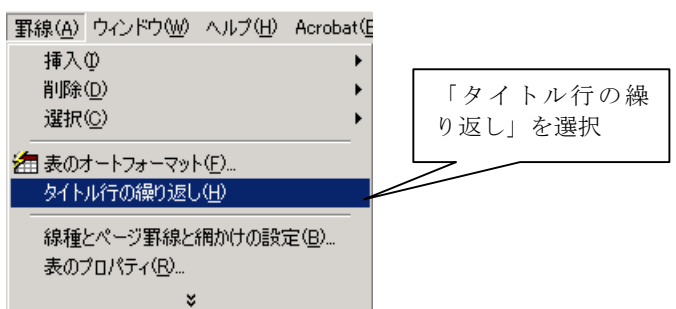 罫線(A) ウィンドウ(W) ヘルプ(H) Acrobat(
挿入(I)
削除(D)
選択(C)
「タイトル行の繰
り返し」を選択
表のオートフォーマット(F)...
タイトル行の繰り返し(H)
線種とページ罫線と網かけの設定(B)...
表のプロパティ(R)...